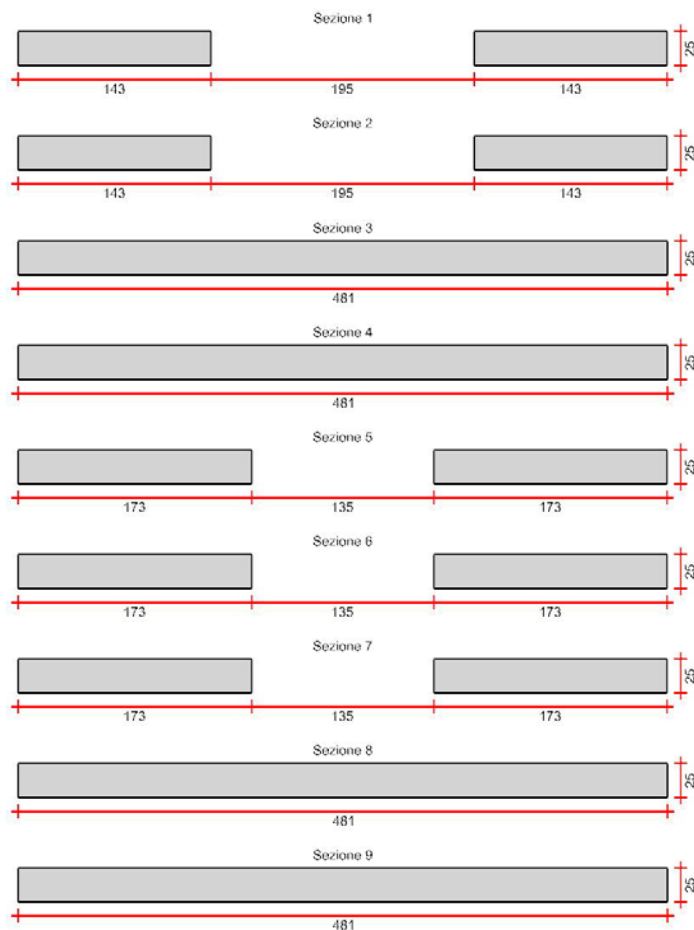 Sezione 1
25
143 195 143
Sezione 2
25
143 195 143
Sezione 3
25
481
Sezione 4
25
481
Sezione 5
25
173 135 173
Sezione 6
25
173 135 173
Sezione 7
25
173 135 173
Sezione 8
25
481
Sezione 9
25
481